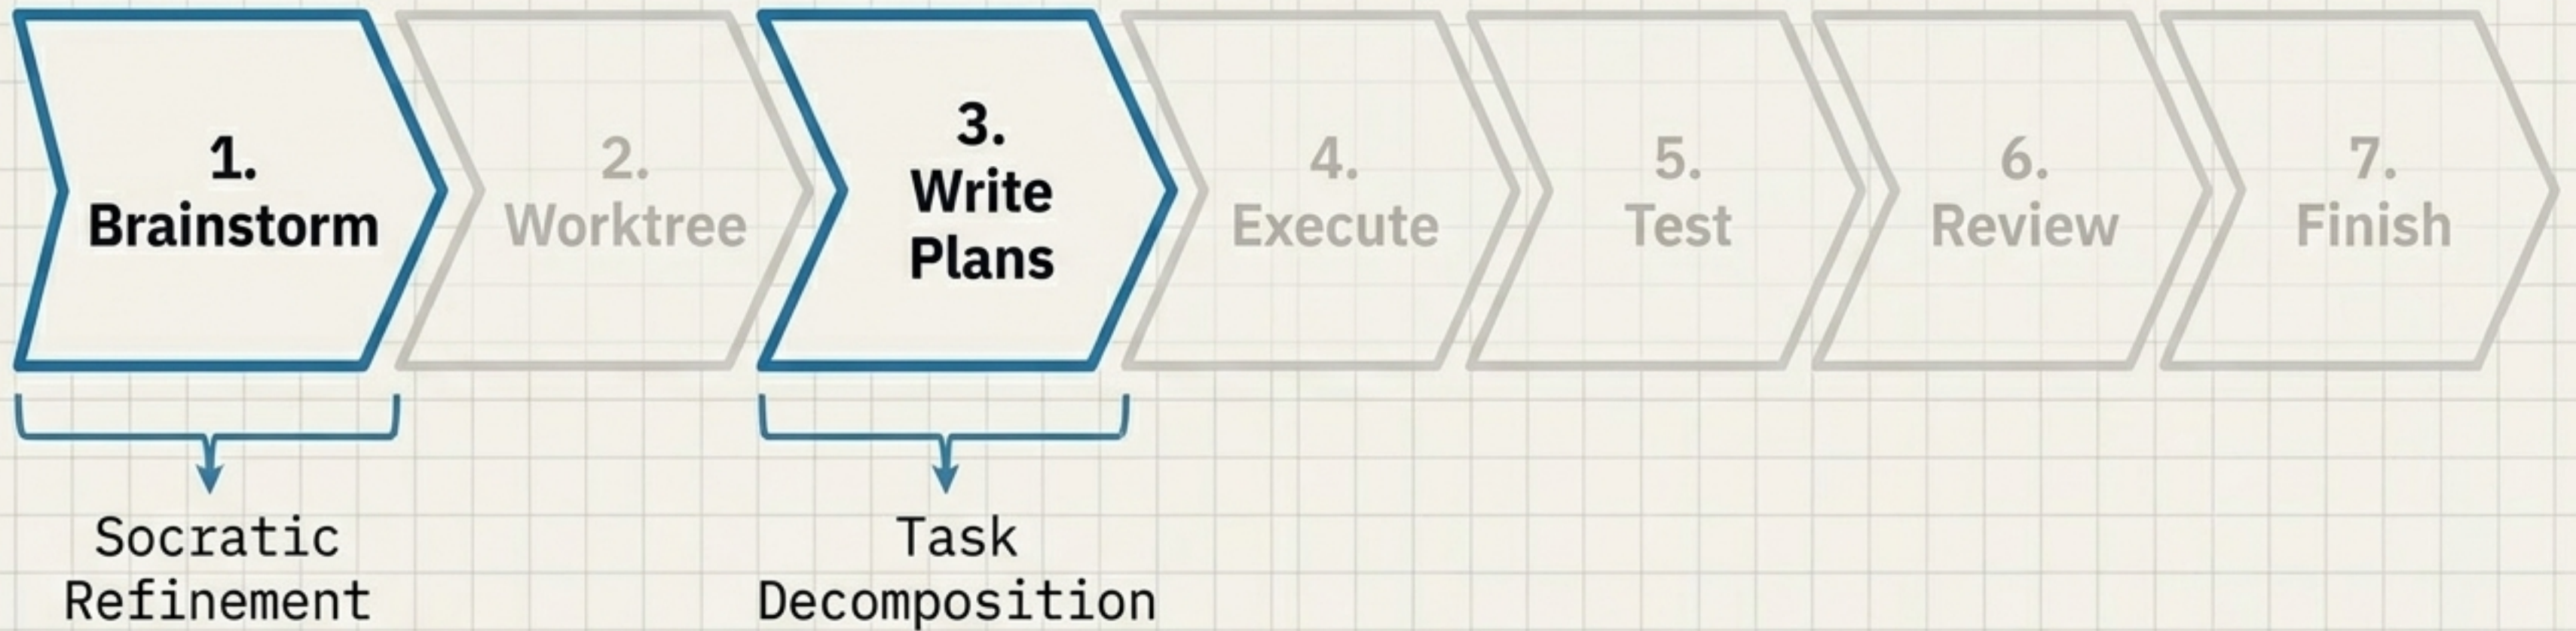 1.
Brainstorm
2.
Worktree
3.
Write
Plans
4.
Execute
5.
Test
6.
Review
7.
Finish
Socratic
Refinement
Task
Decomposition